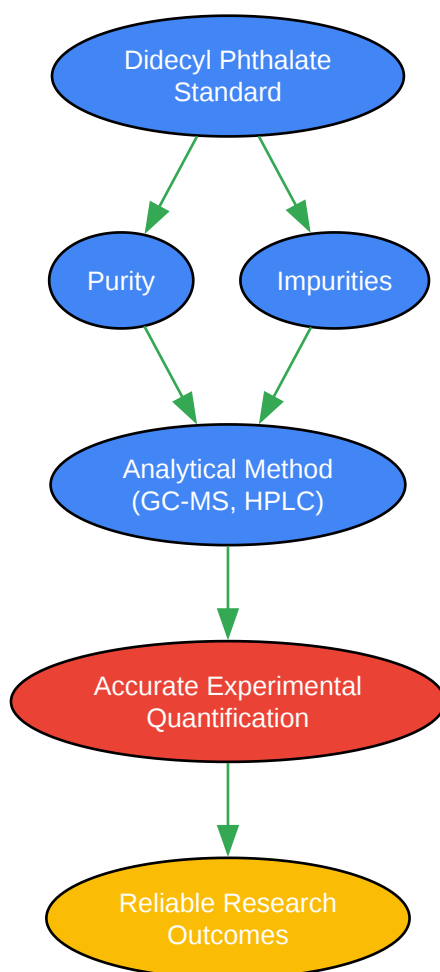 Didecyl Phthalate
Standard
Purity
Impurities
Analytical Method
(GC-MS, HPLC)
Accurate Experimental
Quantification
Reliable Research
Outcomes